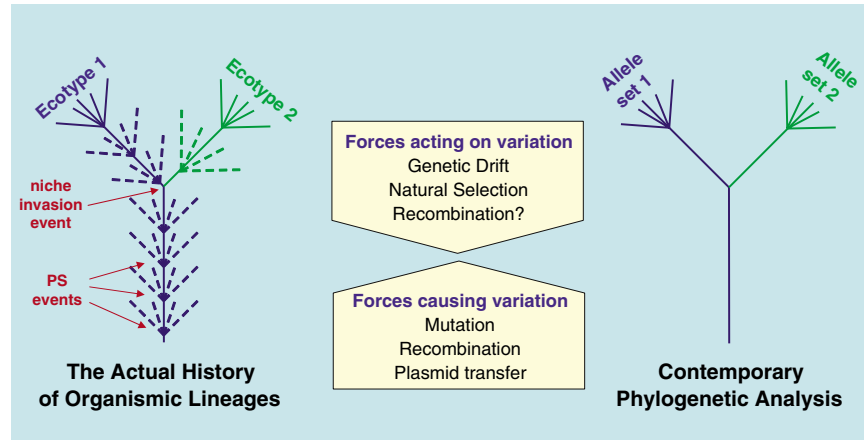 Ecotype 1
Ecotype 2
niche
invasion
event
PS
events
The Actual History
of Organismic Lineages
Forces acting on variation
Genetic Drift
Natural Selection
Recombination?
Forces causing variation
Mutation
Recombination
Plasmid transfer
Allele
set 1
Allele
set 2
Contemporary
Phylogenetic Analysis